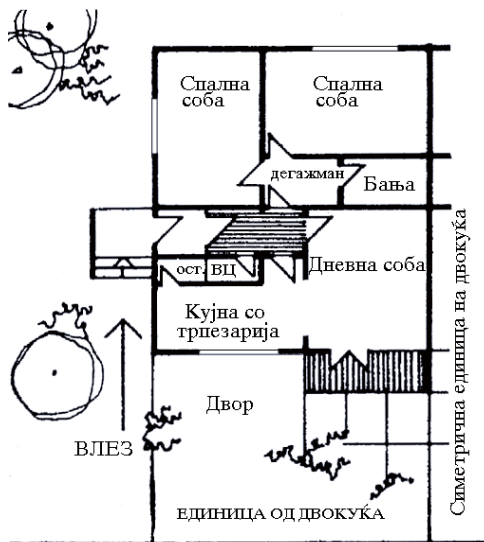 Спална
соба
Спална
соба
дегажман
Бања
Дневна соба
ост.
ВЦ
Кујна со
трпезарија
Двор
ВЛЕЗ
ЕДИНИЦА ОД ДВОКУЌА
Симетрична единица на двокуќа